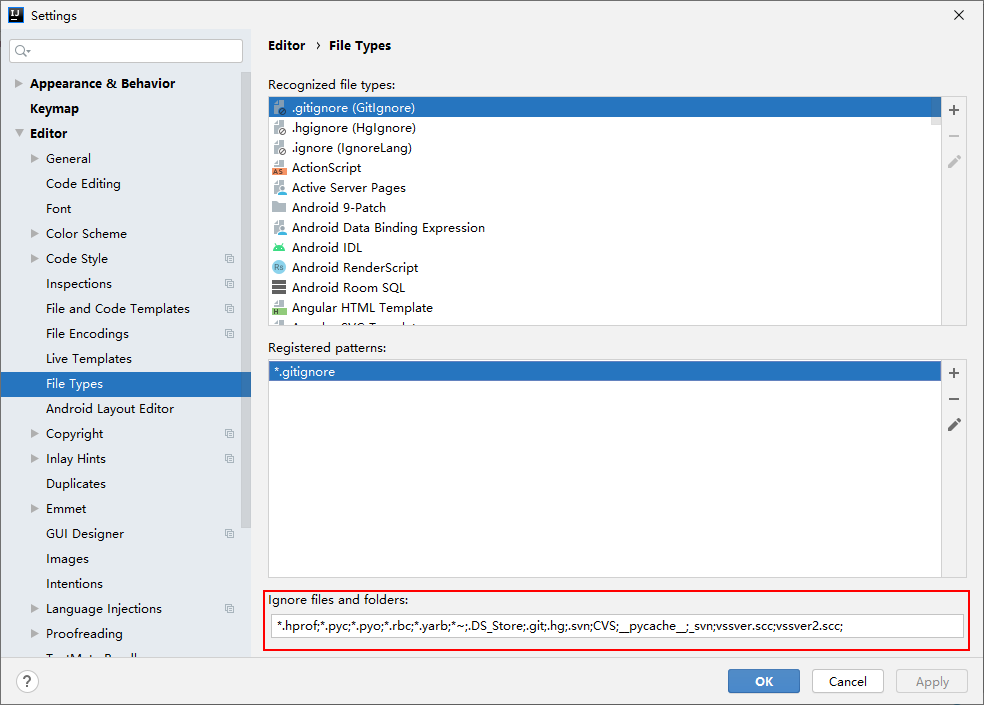 Settings
Appearance & Behavior
Keymap
Editor
General
Code Editing
Font
Color Scheme
Code Style
Inspections
File and Code Templates
File Encodings
Live Templates
File Types
Android Layout Editor
Copyright
Inlay Hints
Duplicates
Emmet
GUI Designer
Images
Intentions
Language Injections
Proofreading
Editor › File Types
Recognized file types:
.gitignore (GitIgnore)
.hgignore (HgIgnore)
.ignore (IgnoreLang)
ActionScript
Active Server Pages
Android 9-Patch
Android Data Binding Expression
Android IDL
Android RenderScript
Android Room SQL
Angular HTML Template
Registered patterns:
*.gitignore
Ignore files and folders:
*.hprof;*.pyc;*.pyo;*.rbc;*.yarb;*~;.DS_Store;.git;.hg;.svn;CVS;__pycache__;_svn;vssver.scc;vssver2.scc;
?
OK
Cancel
Apply